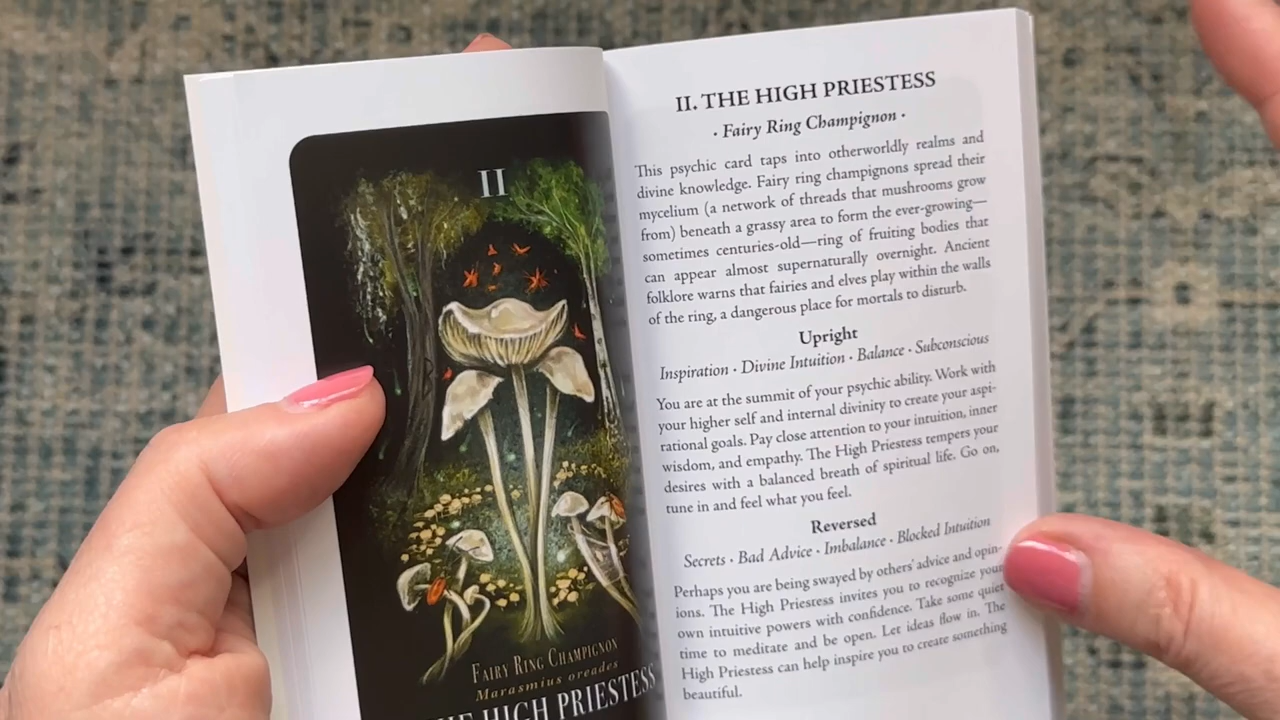 II
FAIRY RING CHAMPIGNON
Marasmius oreades
THE HIGH PRIESTESS
II. THE HIGH PRIESTESS
· Fairy Ring Champignon ·
This psychic card taps into otherworldly realms and
divine knowledge. Fairy ring champignons spread their
mycelium (a network of threads that mushrooms grow
from) beneath a grassy area to form the ever-growing—
sometimes centuries-old—ring of fruiting bodies that
can appear almost supernaturally overnight. Ancient
folklore warns that fairies and elves play within the walls
of the ring, a dangerous place for mortals to disturb.
Upright
Inspiration · Divine Intuition · Balance · Subconscious
You are at the summit of your psychic ability. Work with
your higher self and internal divinity to create your aspi-
rational goals. Pay close attention to your intuition, inner
wisdom, and empathy. The High Priestess tempers your
desires with a balanced breath of spiritual life. Go on,
tune in and feel what you feel.
Reversed
Secrets · Bad Advice · Imbalance · Blocked Intuition
Perhaps you are being swayed by others' advice and opin-
ions. The High Priestess invites you to recognize your
own intuitive powers with confidence. Take some quiet
time to meditate and be open. Let ideas flow in. The
High Priestess can help inspire you to create something
beautiful.